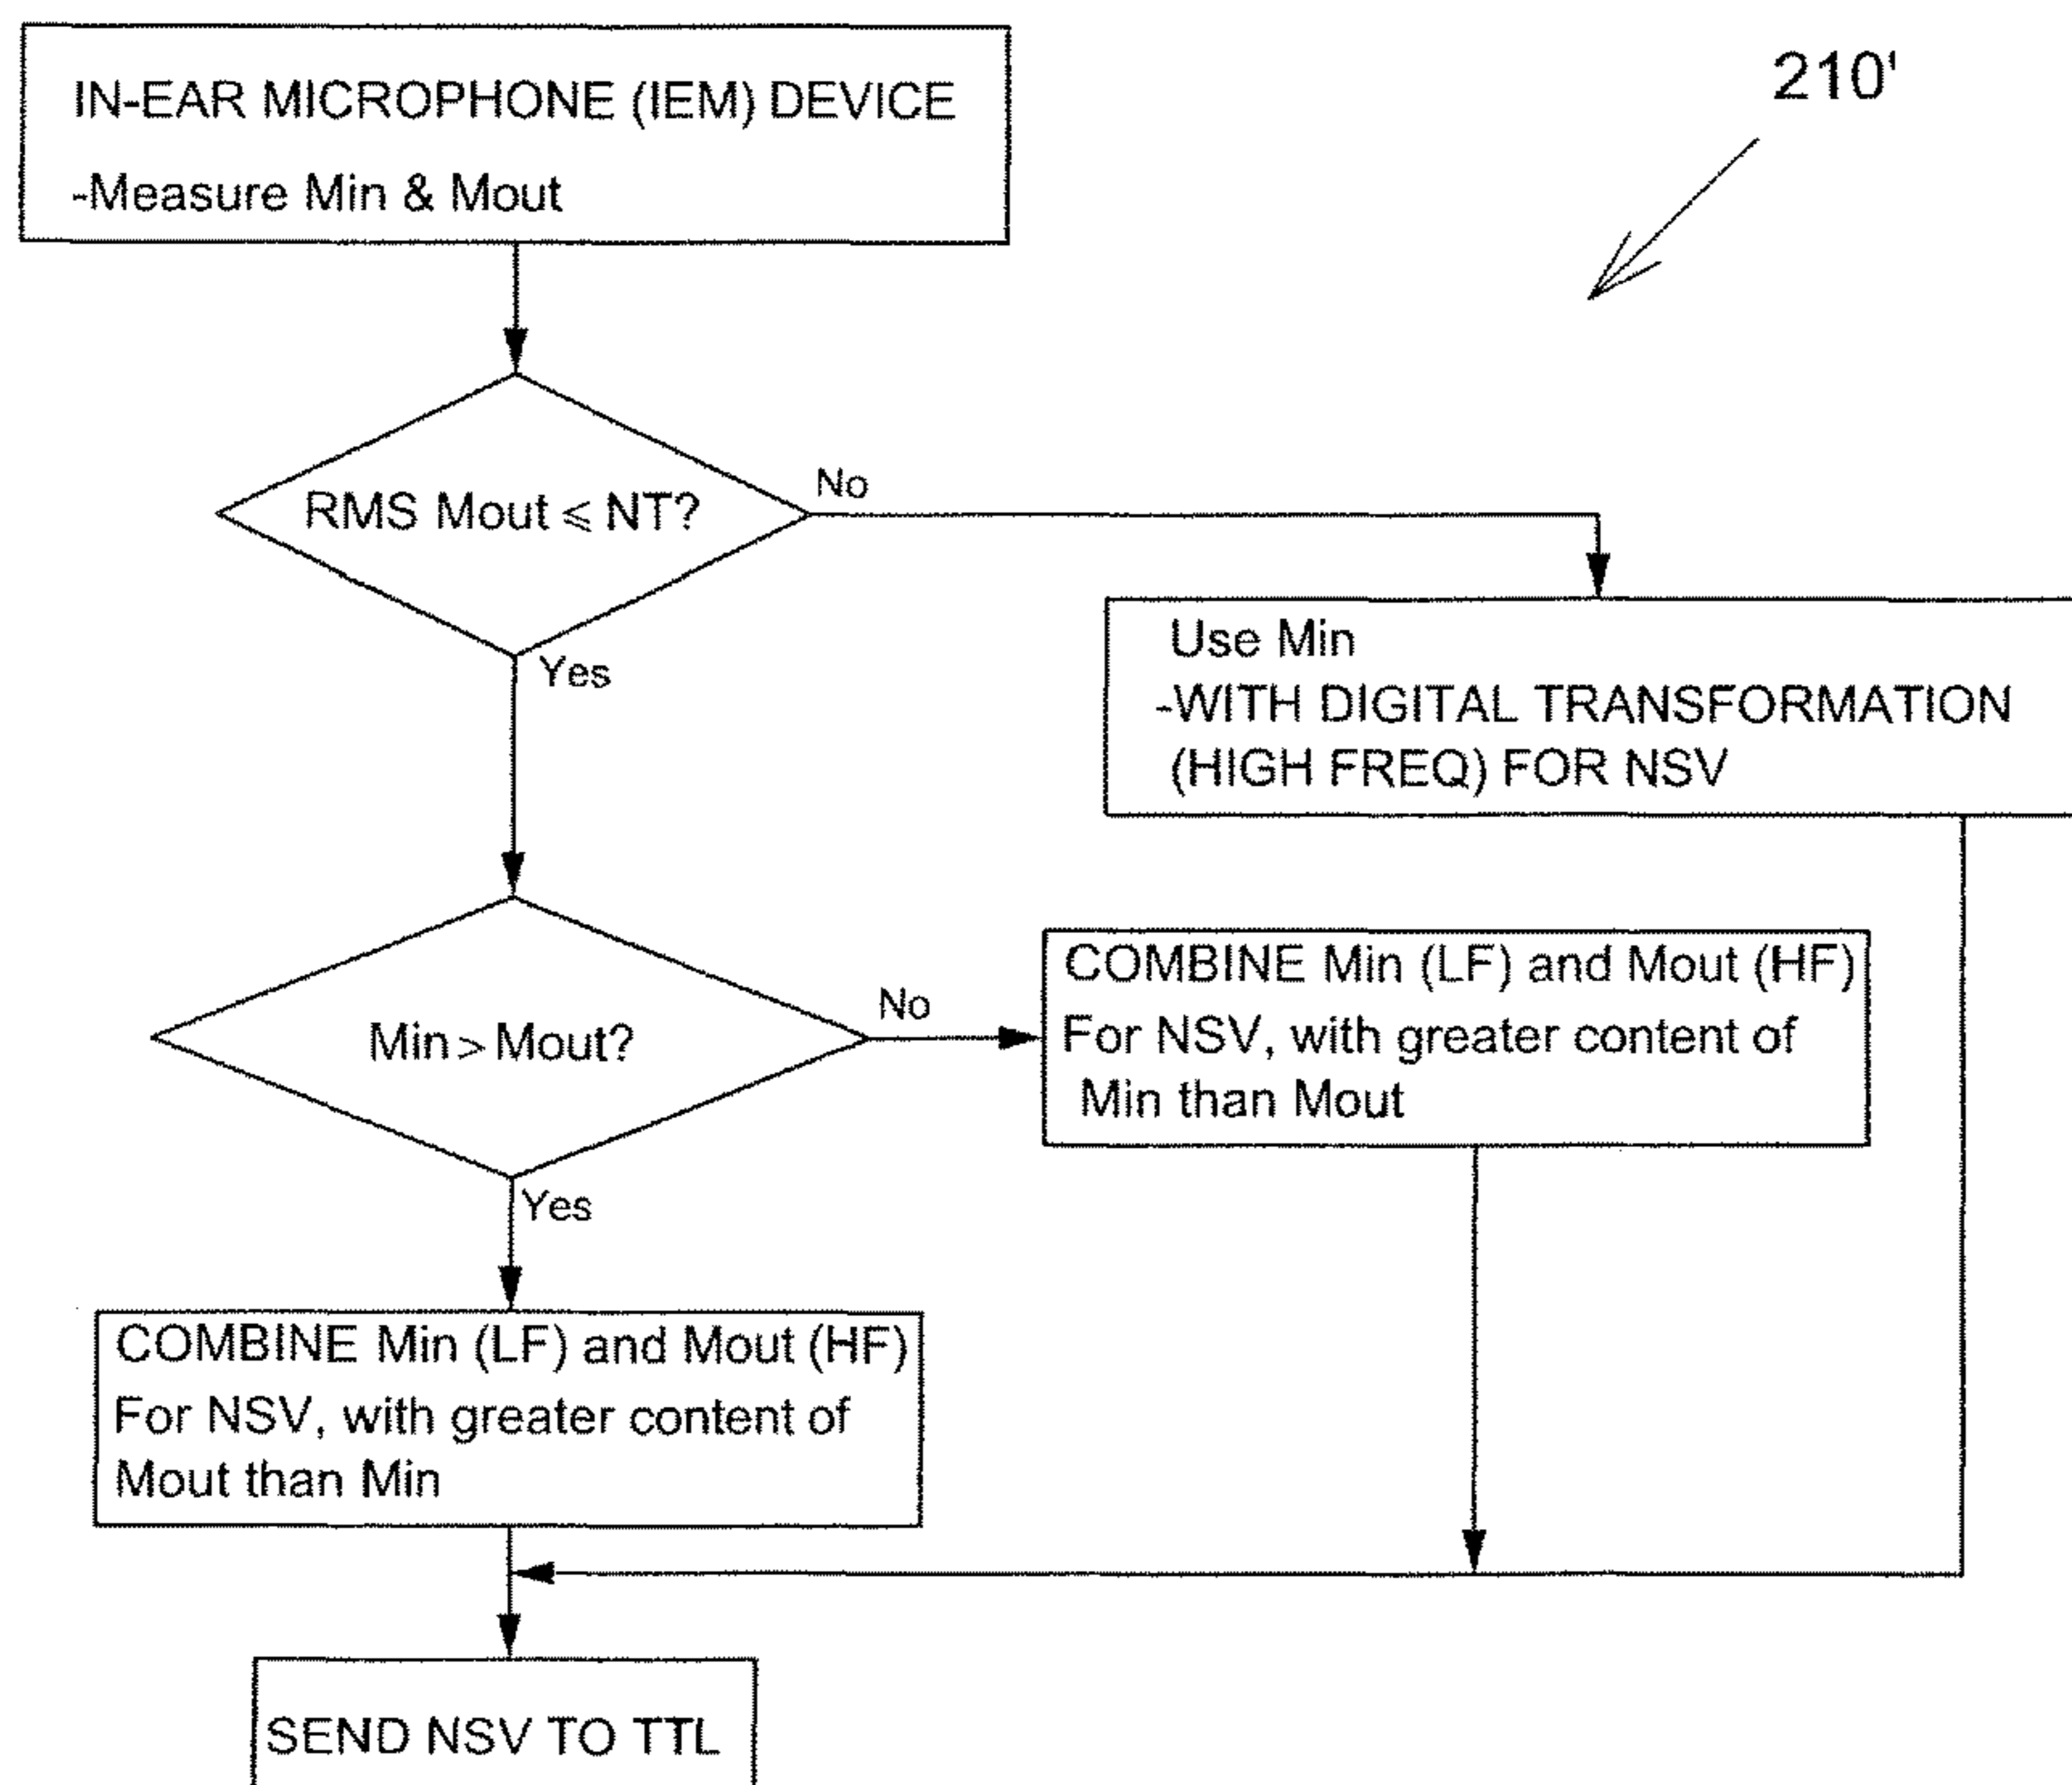 IN-EAR MICROPHONE (IEM) DEVICE
-Measure Min & Mout
210'
RMS Mout ⩽ NT?
No
Yes
Use Min
-WITH DIGITAL TRANSFORMATION
(HIGH FREQ) FOR NSV
Min > Mout?
No
COMBINE Min (LF) and Mout (HF)
For NSV, with greater content of
Min than Mout
Yes
COMBINE Min (LF) and Mout (HF)
For NSV, with greater content of
Mout than Min
SEND NSV TO TTL